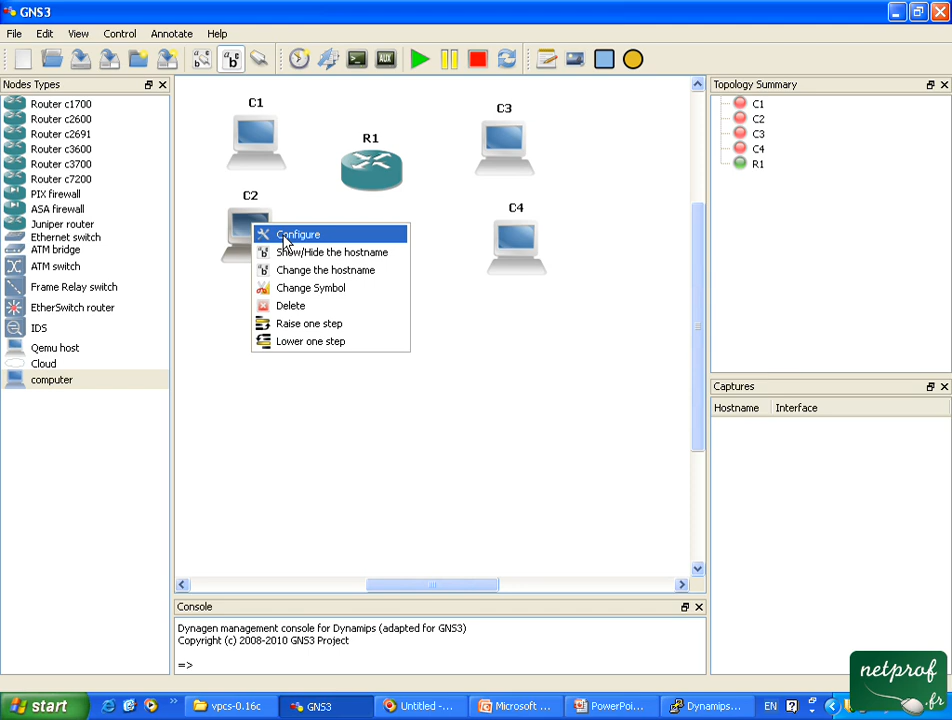 GNS3
File Edit View Control Annotate Help
Nodes Types
Router c1700
Router c2600
Router c2691
Router c3600
Router c3700
Router c7200
PIX firewall
ASA firewall
Juniper router
Ethernet switch
ATM bridge
ATM switch
Frame Relay switch
EtherSwitch router
IDS
Qemu host
Cloud
computer
AUX
C1
R1
C3
C2
C4
Configure
Show/Hide the hostname
Change the hostname
Change Symbol
Delete
Raise one step
Lower one step
Topology Summary
C1
C2
C3
C4
R1
Captures
Hostname Interface
Console
Dynagen management console for Dynamips (adapted for GNS3)
Copyright (c) 2008-2010 GNS3 Project
=>
netprof
.fr
start
vpcs-0.16c
GNS3
Untitled -...
Microsoft ...
PowerPoi...
Dynamips...
EN
06